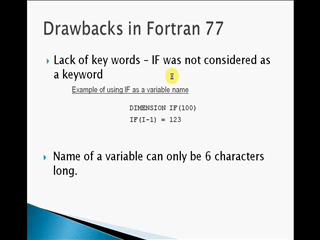 Drawbacks in Fortran 77
Lack of key words – IF was not considered as
a keyword
Example of using IF as a variable name
DIMENSION IF(100)
IF(I-1) = 123
Name of a variable can only be 6 characters
long.